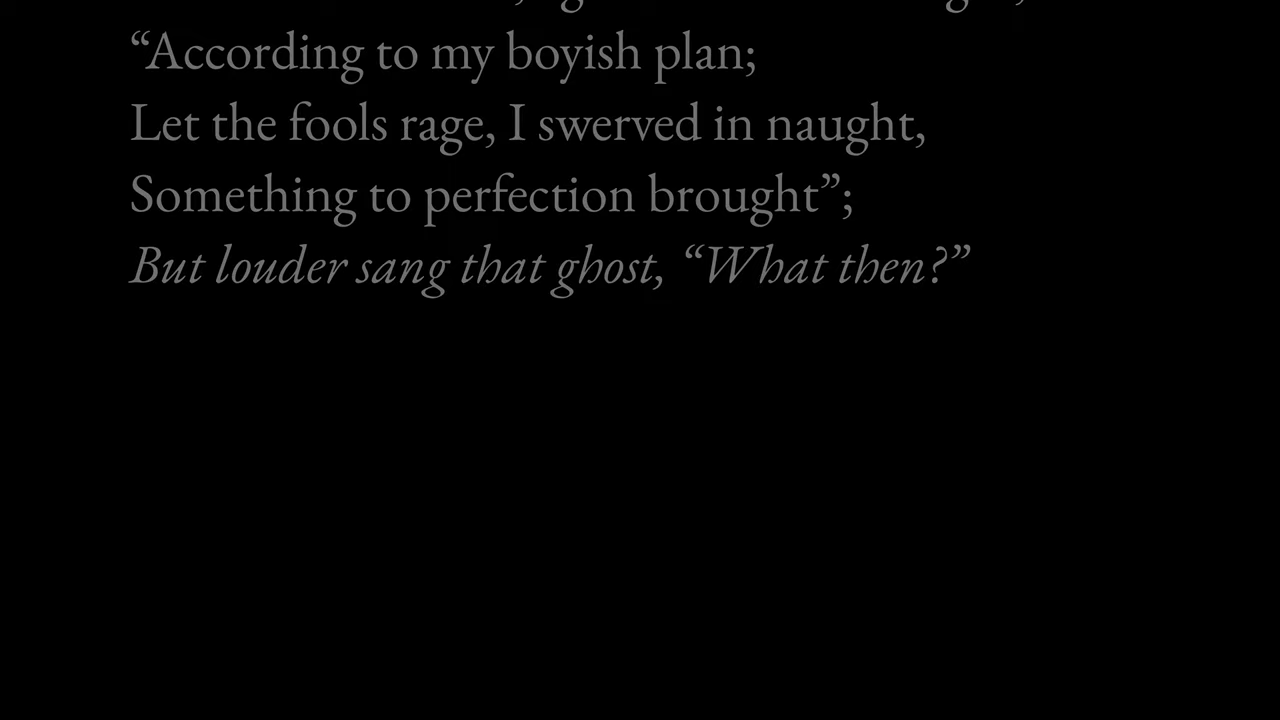 “According to my boyish plan;
Let the fools rage, I swerved in naught,
Something to perfection brought”;
But louder sang that ghost, “What then?”